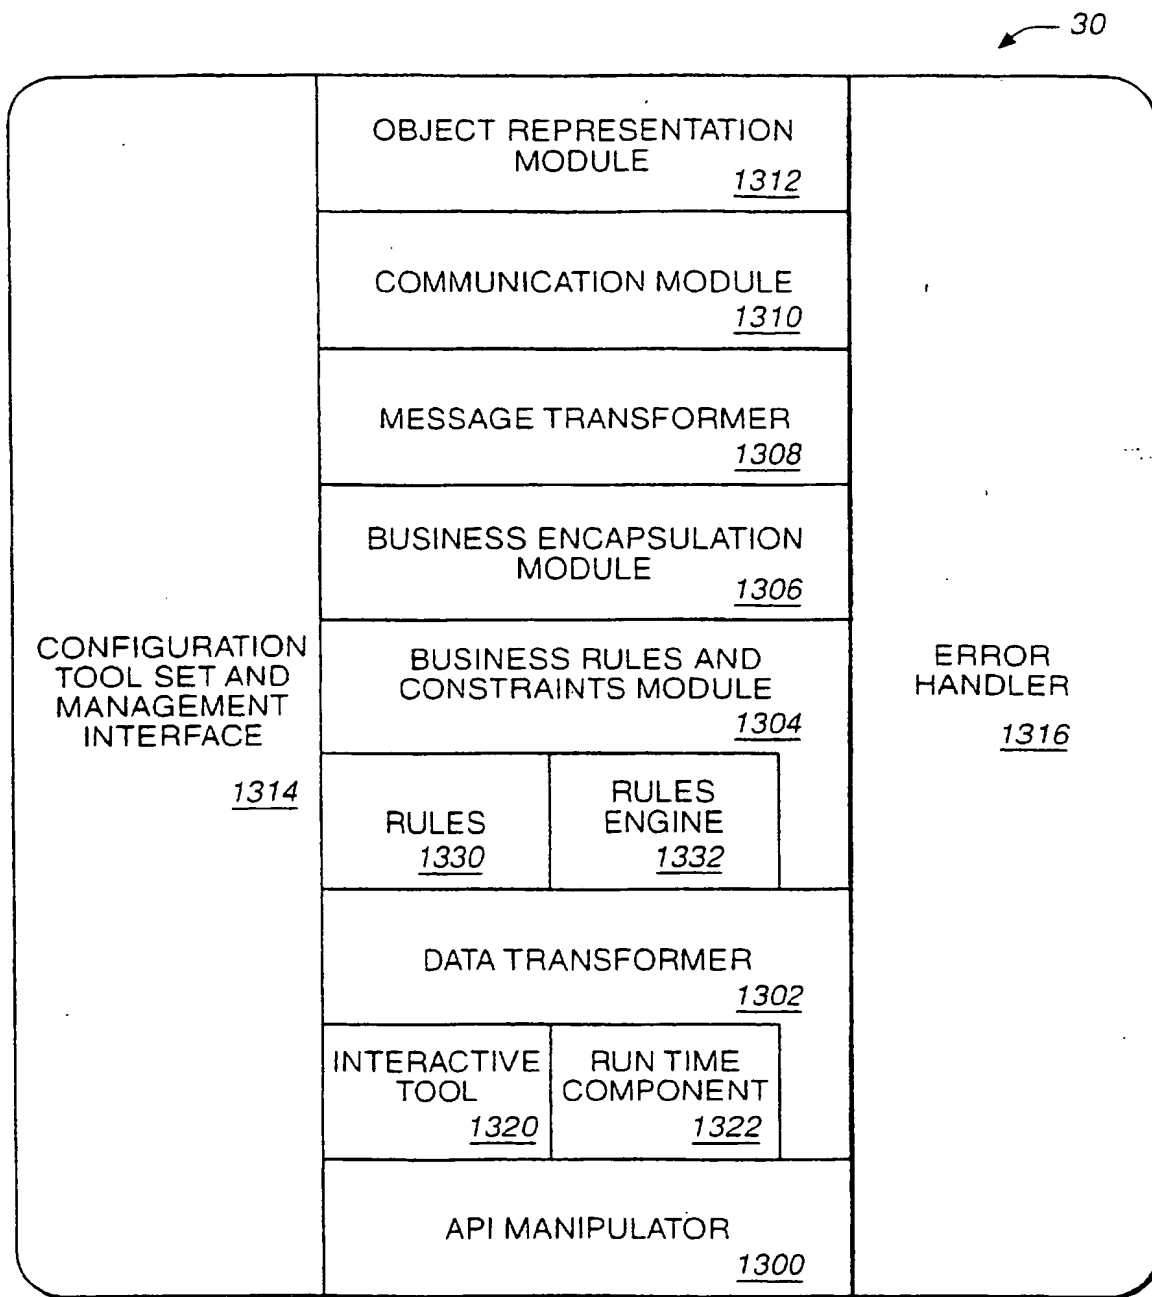 30
OBJECT REPRESENTATION
MODULE
1312
COMMUNICATION MODULE
1310
MESSAGE TRANSFORMER
1308
BUSINESS ENCAPSULATION
MODULE
1306
CONFIGURATION
TOOL SET AND
MANAGEMENT
INTERFACE
1314
BUSINESS RULES AND
CONSTRAINTS MODULE
1304
RULES
1330
RULES
ENGINE
1332
ERROR
HANDLER
1316
DATA TRANSFORMER
1302
INTERACTIVE
TOOL
1320
RUN TIME
COMPONENT
1322
API MANIPULATOR
1300